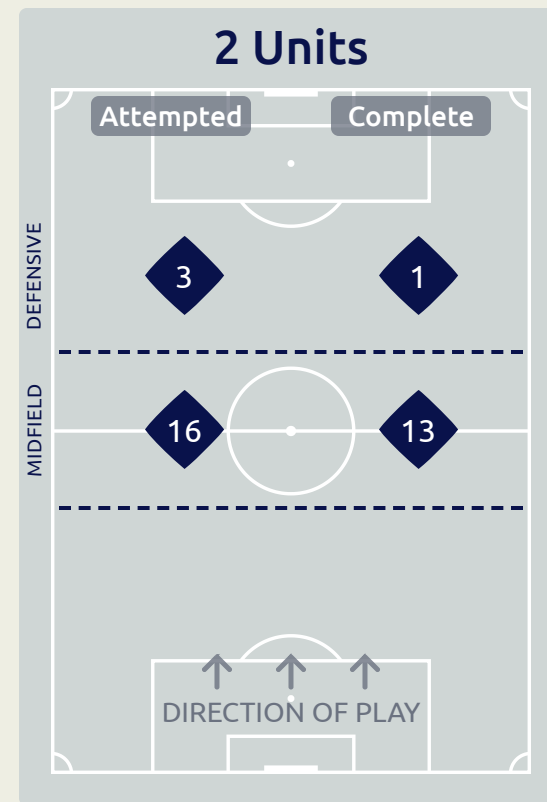 2 Units
Attempted
Complete
DEFENSIVE
3
1
MIDFIELD
16
13
DIRECTION OF PLAY